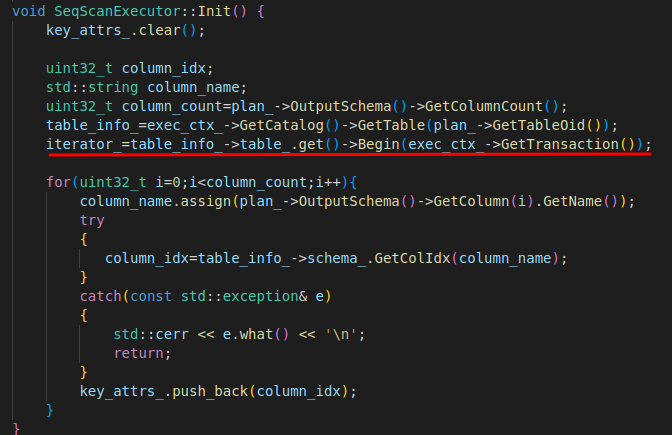 void SeqScanExecutor::Init() {
key_attrs_.clear();
uint32_t column_idx;
std::string column_name;
uint32_t column_count=plan_->OutputSchema()->GetColumnCount();
table_info_=exec_ctx_->GetCatalog()->GetTable(plan_->GetTableOid());
iterator_=table_info_->table_.get()->Begin(exec_ctx_->GetTransaction());
for(uint32_t i=0;i<column_count;i++){
column_name.assign(plan_->OutputSchema()->GetColumn(i).GetName());
try
{
column_idx=table_info_->schema_.GetColIdx(column_name);
}
catch(const std::exception& e)
{
std::cerr << e.what() << '\n';
return;
}
key_attrs_.push_back(column_idx);
}
}